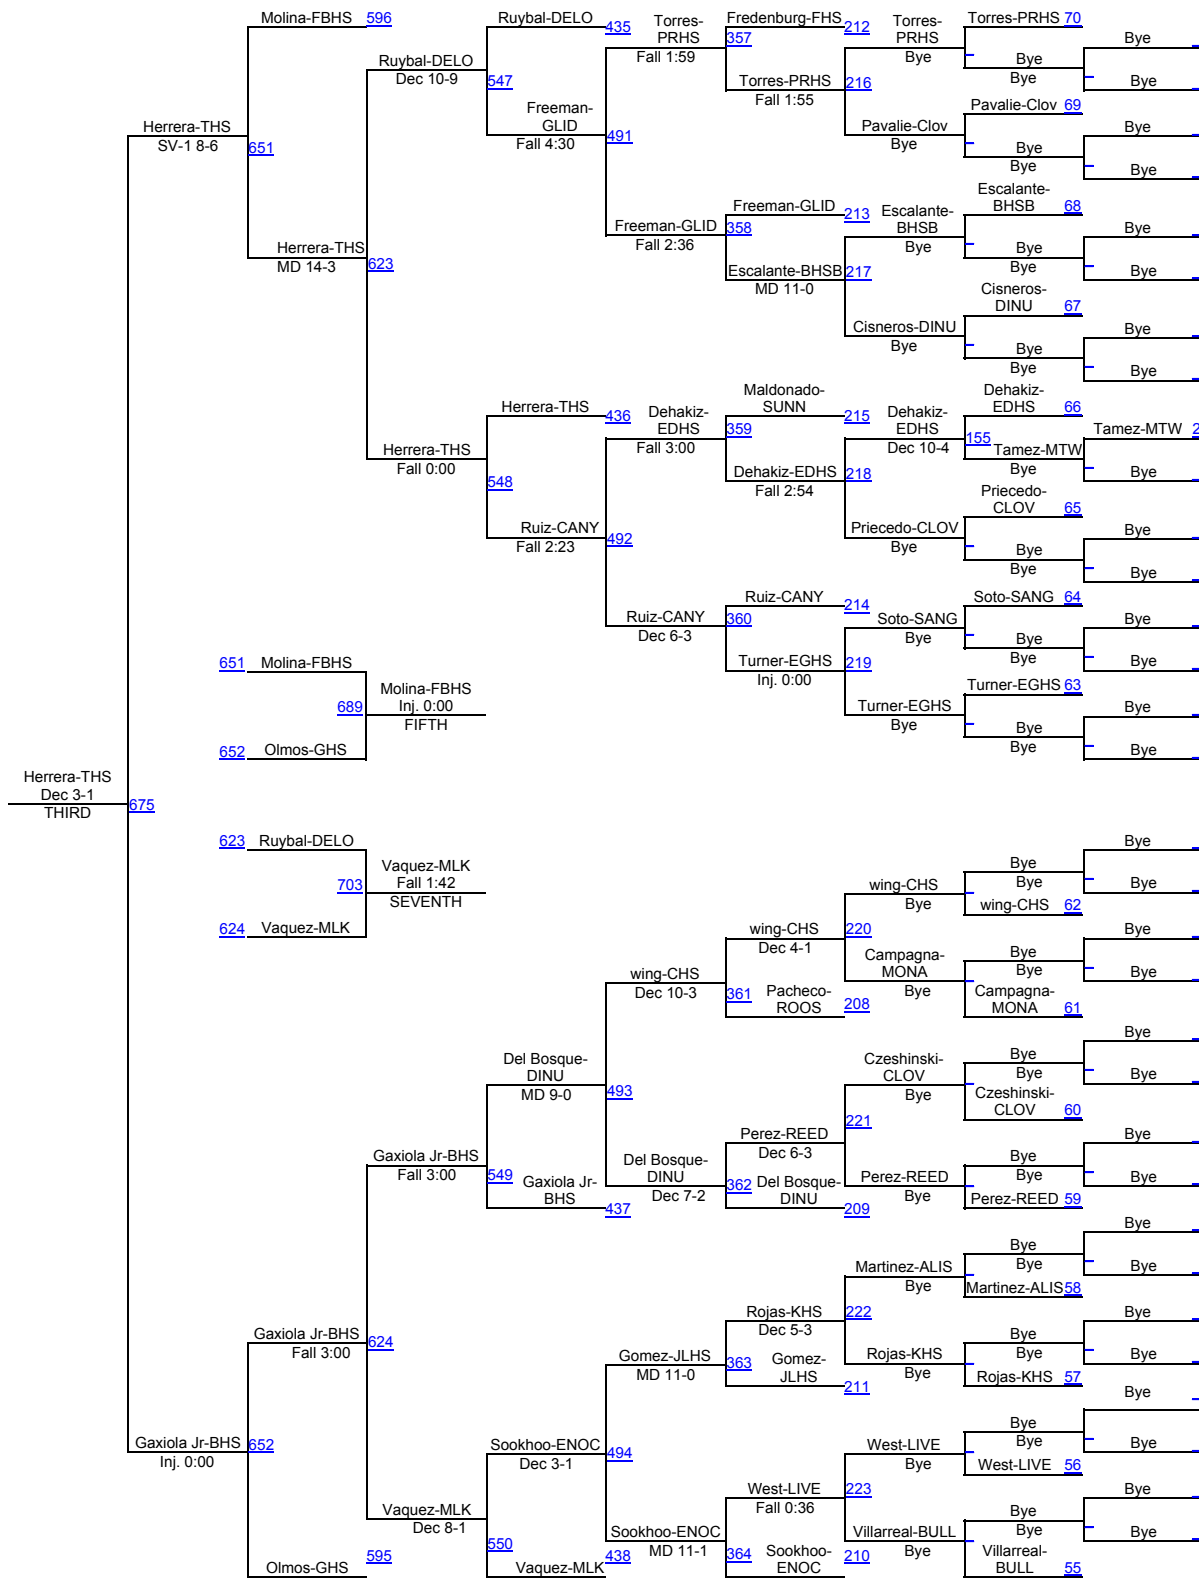 Molina-FBHS 596
Ruybal-DELO 435
Torres-
PRHS 357
Fall 1:59
Fredenburg-FHS 212
Torres-
PRHS
Bye
Torres-PRHS 70
Bye
Bye
Bye
Bye
Ruybal-DELO
Dec 10-9
547
Torres-PRHS 216
Fall 1:55
Freeman-
GLID
Fall 4:30
491
Pavalie-Clov
Bye
Pavalie-Clov 69
Bye
Bye
Bye
Bye
Herrera-THS
SV-1 8-6
651
Freeman-GLID 358
Fall 2:36
Freeman-GLID 213
Escalante-
BHSB
Bye
Escalante-
BHSB 68
Bye
Bye
Bye
Bye
Herrera-THS
MD 14-3
623
Escalante-BHSB 217
MD 11-0
Cisneros-DINU
Bye
Cisneros-
DINU 67
Bye
Bye
Bye
Bye
Herrera-THS 436
Dehakiz-
EDHS 359
Fall 3:00
Maldonado-
SUNN 215
Dehakiz-
EDHS
Dec 10-4
155
Dehakiz-
EDHS 66
Tamez-MTW
Bye
Tamez-MTW 2
Bye
Herrera-THS
Fall 0:00
548
Dehakiz-EDHS 218
Fall 2:54
Ruiz-CANY
Fall 2:23
492
Priecedo-CLOV
Bye
Priecedo-
CLOV 65
Bye
Bye
Bye
Bye
Ruiz-CANY 360
Dec 6-3
Ruiz-CANY 214
Soto-SANG
Bye
Soto-SANG 64
Bye
Bye
Bye
Bye
Turner-EGHS 219
Inj. 0:00
Turner-EGHS
Bye
Turner-EGHS 63
Bye
Bye
Bye
Bye
651 Molina-FBHS
689
Molina-FBHS
Inj. 0:00
FIFTH
652 Olmos-GHS
Herrera-THS
Dec 3-1
THIRD
675
623 Ruybal-DELO
703
Vaquez-MLK
Fall 1:42
SEVENTH
624 Vaquez-MLK
wing-CHS
Bye
Bye
Bye
wing-CHS 62
Bye
Bye
wing-CHS
Dec 4-1
220
wing-CHS
Dec 10-3
361
Pacheco-
ROOS 208
Campagna-
MONA
Bye
Bye
Bye
Campagna-
MONA 61
Bye
Bye
Del Bosque-
DINU
MD 9-0
493
Czeshinski-
CLOV
Bye
Bye
Bye
Czeshinski-
CLOV 60
Bye
Bye
Perez-REED
Dec 6-3
221
Del Bosque-
DINU
Dec 7-2
362
Del Bosque-
DINU 209
Perez-REED
Bye
Bye
Bye
Perez-REED 59
Bye
Bye
Gaxiola Jr-BHS
Fall 3:00
549
Gaxiola Jr-
BHS 437
Martinez-ALIS
Bye
Bye
Bye
Martinez-ALIS 58
Bye
Bye
Gaxiola Jr-BHS
Fall 3:00
624
Rojas-KHS
Dec 5-3
222
Gomez-JLHS
MD 11-0
363
Gomez-
JLHS 211
Rojas-KHS
Bye
Bye
Bye
Rojas-KHS 57
Bye
Bye
Gaxiola Jr-BHS
Inj. 0:00
652
Sookhoo-ENOC
Dec 3-1
494
West-LIVE
Bye
Bye
Bye
West-LIVE 56
Bye
Bye
Vaquez-MLK
Dec 8-1
550
West-LIVE
Fall 0:36
223
Sookhoo-ENOC
MD 11-1
364
Sookhoo-
ENOC 210
Villarreal-BULL
Bye
Bye
Bye
Villarreal-
BULL 55
Bye
Bye
Olmos-GHS 595
Vaquez-MLK 438